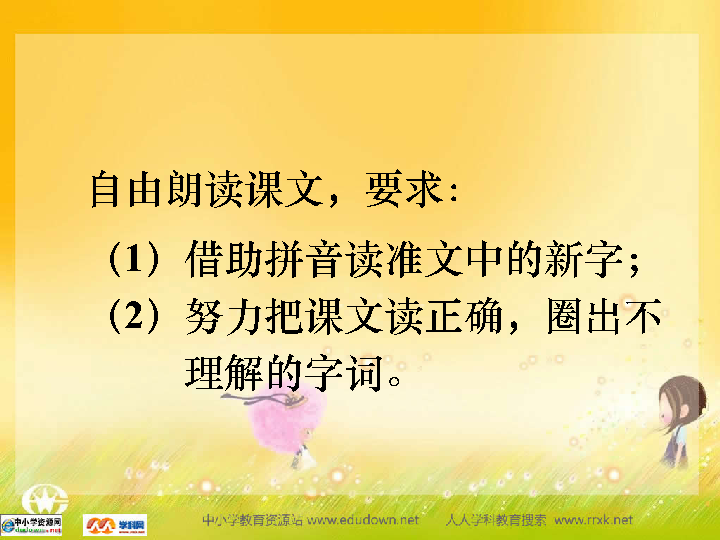 自由朗读课文，要求：
（1）借助拼音读准文中的新字；
（2）努力把课文读正确，圈出不
理解的字词。
中小学资源网
学科网
中小学教育资源站 www.edudown.net 人人学科教育搜索 www.rrxk.net